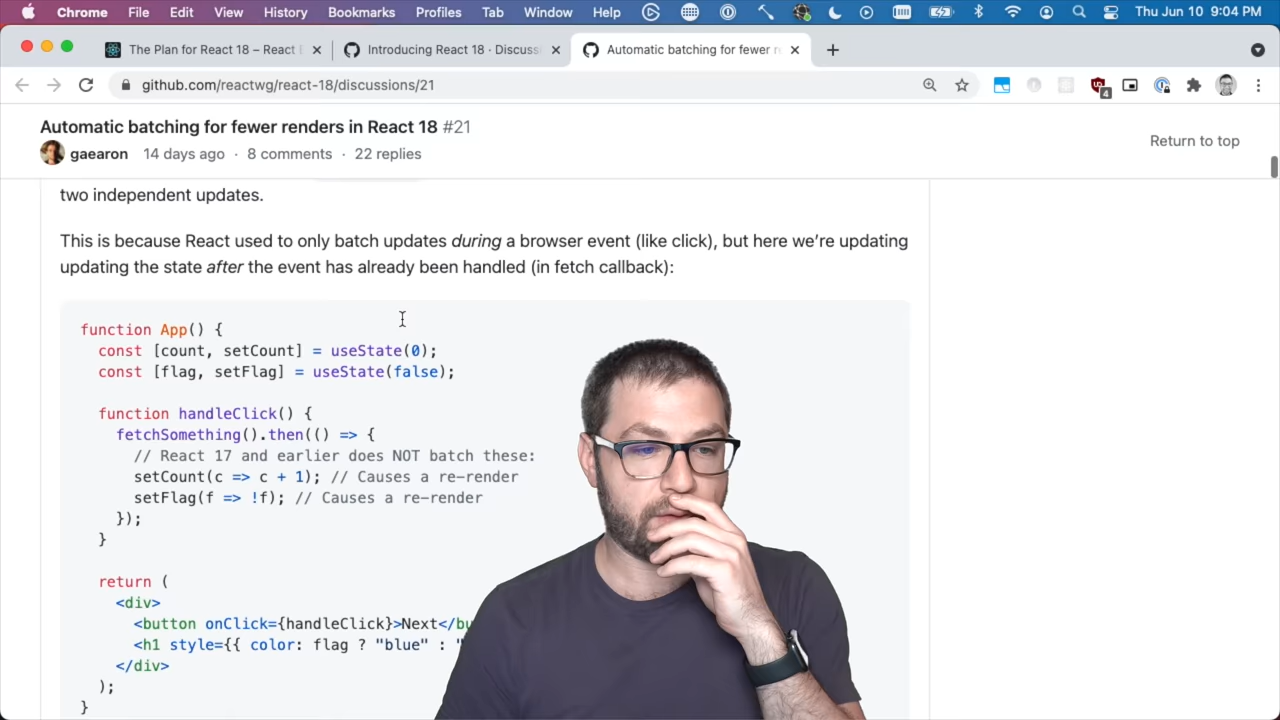 Chrome File Edit View History Bookmarks Profiles Tab Window Help Thu Jun 10 9:04 PM
The Plan for React 18 – React Introducing React 18 · Discuss Automatic batching for fewer
github.com/reactwg/react-18/discussions/21
4
Automatic batching for fewer renders in React 18 #21
gaearon 14 days ago · 8 comments · 22 replies
Return to top
two independent updates.
This is because React used to only batch updates during a browser event (like click), but here we’re updating
updating the state after the event has already been handled (in fetch callback):
function App() {
const [count, setCount] = useState(0);
const [flag, setFlag] = useState(false);
function handleClick() {
fetchSomething().then(() => {
// React 17 and earlier does NOT batch these:
setCount(c => c + 1); // Causes a re-render
setFlag(f => !f); // Causes a re-render
});
}
return (
<div>
<button onClick={handleClick}>Next</bu
<h1 style={{ color: flag ? "blue" : "
</div>
);
}